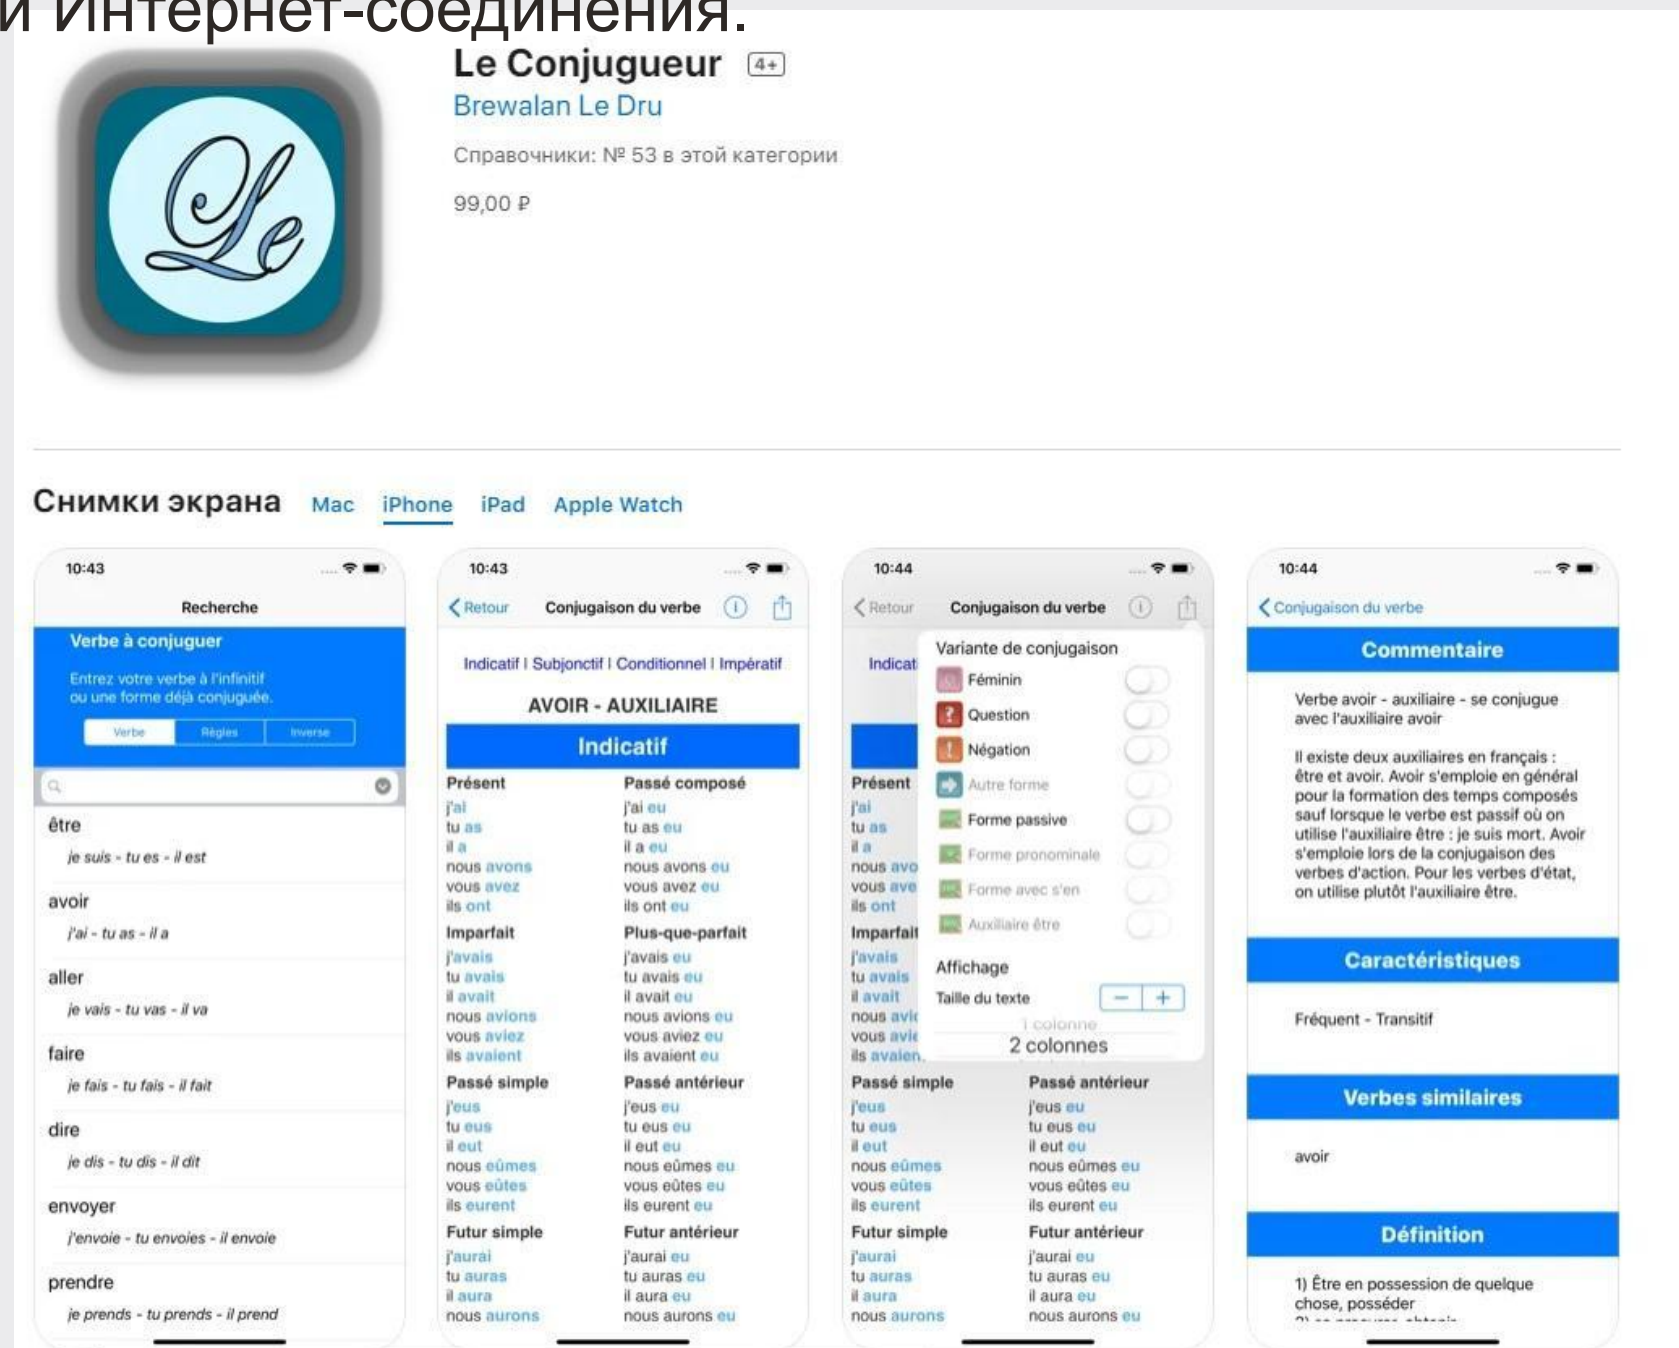 и Интернет-соединения.
Le Conjugueur 4+
Brewalan Le Dru
Справочники: № 53 в этой категории
99,00 ₽
Le
Снимки экрана Mac iPhone iPad Apple Watch
10:43
Recherche
Verbe à conjuguer
Entrez votre verbe à l'infinitif
ou une forme déjà conjuguée.
Verbe Règles Inverse
être
je suis - tu es - il est
avoir
j'ai - tu as - il a
aller
je vais - tu vas - il va
faire
je fais - tu fais - il fait
dire
je dis - tu dis - il dit
envoyer
j'envoie - tu envoies - il envoie
prendre
je prends - tu prends - il prend
10:43
Retour Conjugaison du verbe
Indicatif | Subjonctif | Conditionnel | Impératif
AVOIR - AUXILIAIRE
Indicatif
Présent Passé composé
j'ai j'ai eu
tu as tu as eu
il a il a eu
nous avons nous avons eu
vous avez vous avez eu
ils ont ils ont eu
Imparfait Plus-que-parfait
j'avais j'avais eu
tu avais tu avais eu
il avait il avait eu
nous avions nous avions eu
vous aviez vous aviez eu
ils avaient ils avaient eu
Passé simple Passé antérieur
j'eus j'eus eu
tu eus tu eus eu
il eut il eut eu
nous eûmes nous eûmes eu
vous eûtes vous eûtes eu
ils eurent ils eurent eu
Futur simple Futur antérieur
j'aurai j'aurai eu
tu auras tu auras eu
il aura il aura eu
nous aurons nous aurons eu
10:44
Retour Conjugaison du verbe
Indicat
Présent
j'ai
tu as
il a
nous avo
vous ave
ils ont
Imparfait
j'avais
tu avais
il avait
nous avio
vous avie
ils avaien
Variante de conjugaison
Féminin
? Question
! Négation
Autre forme
Forme passive
Forme pronominale
Forme avec s'en
Auxiliaire être
Affichage
Taille du texte − +
1 colonne
2 colonnes
Passé simple Passé antérieur
j'eus j'eus eu
tu eus tu eus eu
il eut il eut eu
nous eûmes nous eûmes eu
vous eûtes vous eûtes eu
ils eurent ils eurent eu
Futur simple Futur antérieur
j'aurai j'aurai eu
tu auras tu auras eu
il aura il aura eu
nous aurons nous aurons eu
10:44
Conjugaison du verbe
Commentaire
Verbe avoir - auxiliaire - se conjugue
avec l'auxiliaire avoir
Il existe deux auxiliaires en français :
être et avoir. Avoir s'emploie en général
pour la formation des temps composés
sauf lorsque le verbe est passif où on
utilise l'auxiliaire être : je suis mort. Avoir
s'emploie lors de la conjugaison des
verbes d'action. Pour les verbes d'état,
on utilise plutôt l'auxiliaire être.
Caractéristiques
Fréquent - Transitif
Verbes similaires
avoir
Définition
1) Être en possession de quelque
chose, posséder